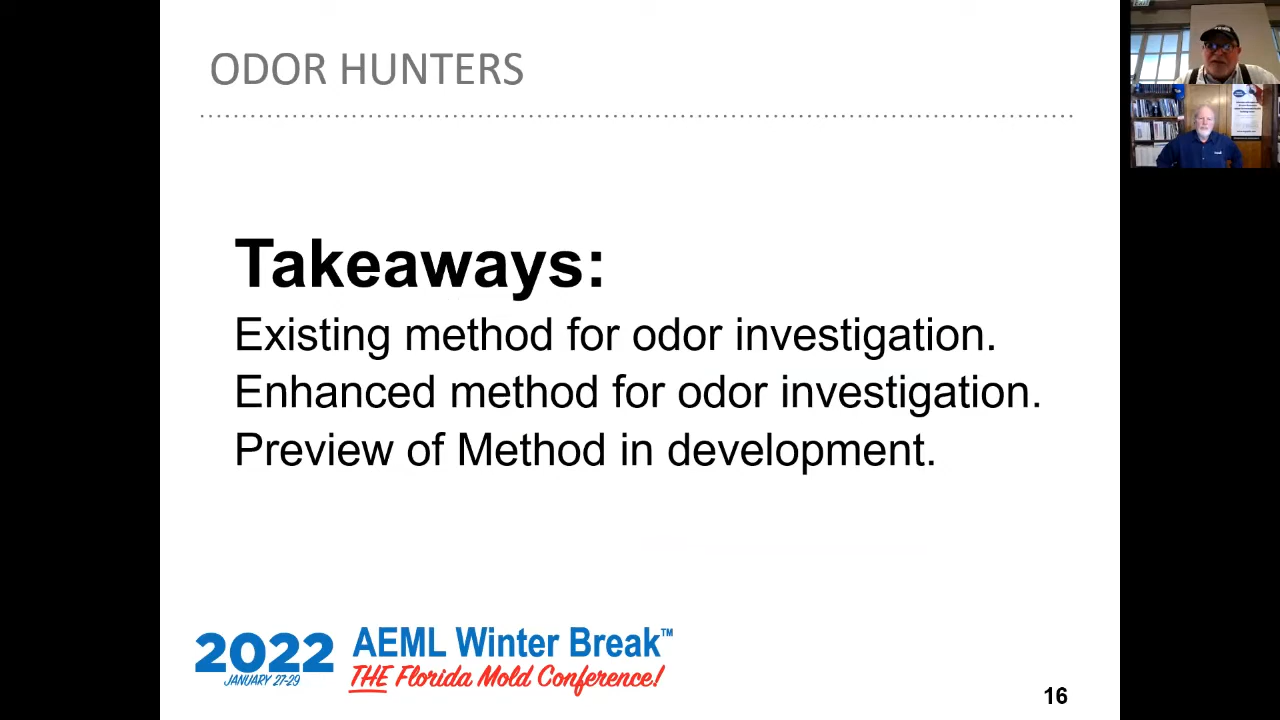 ODOR HUNTERS
Takeaways:
Existing method for odor investigation.
Enhanced method for odor investigation.
Preview of Method in development.
2022
JANUARY 27-29
AEML Winter Break™
THE Florida Mold Conference!
16